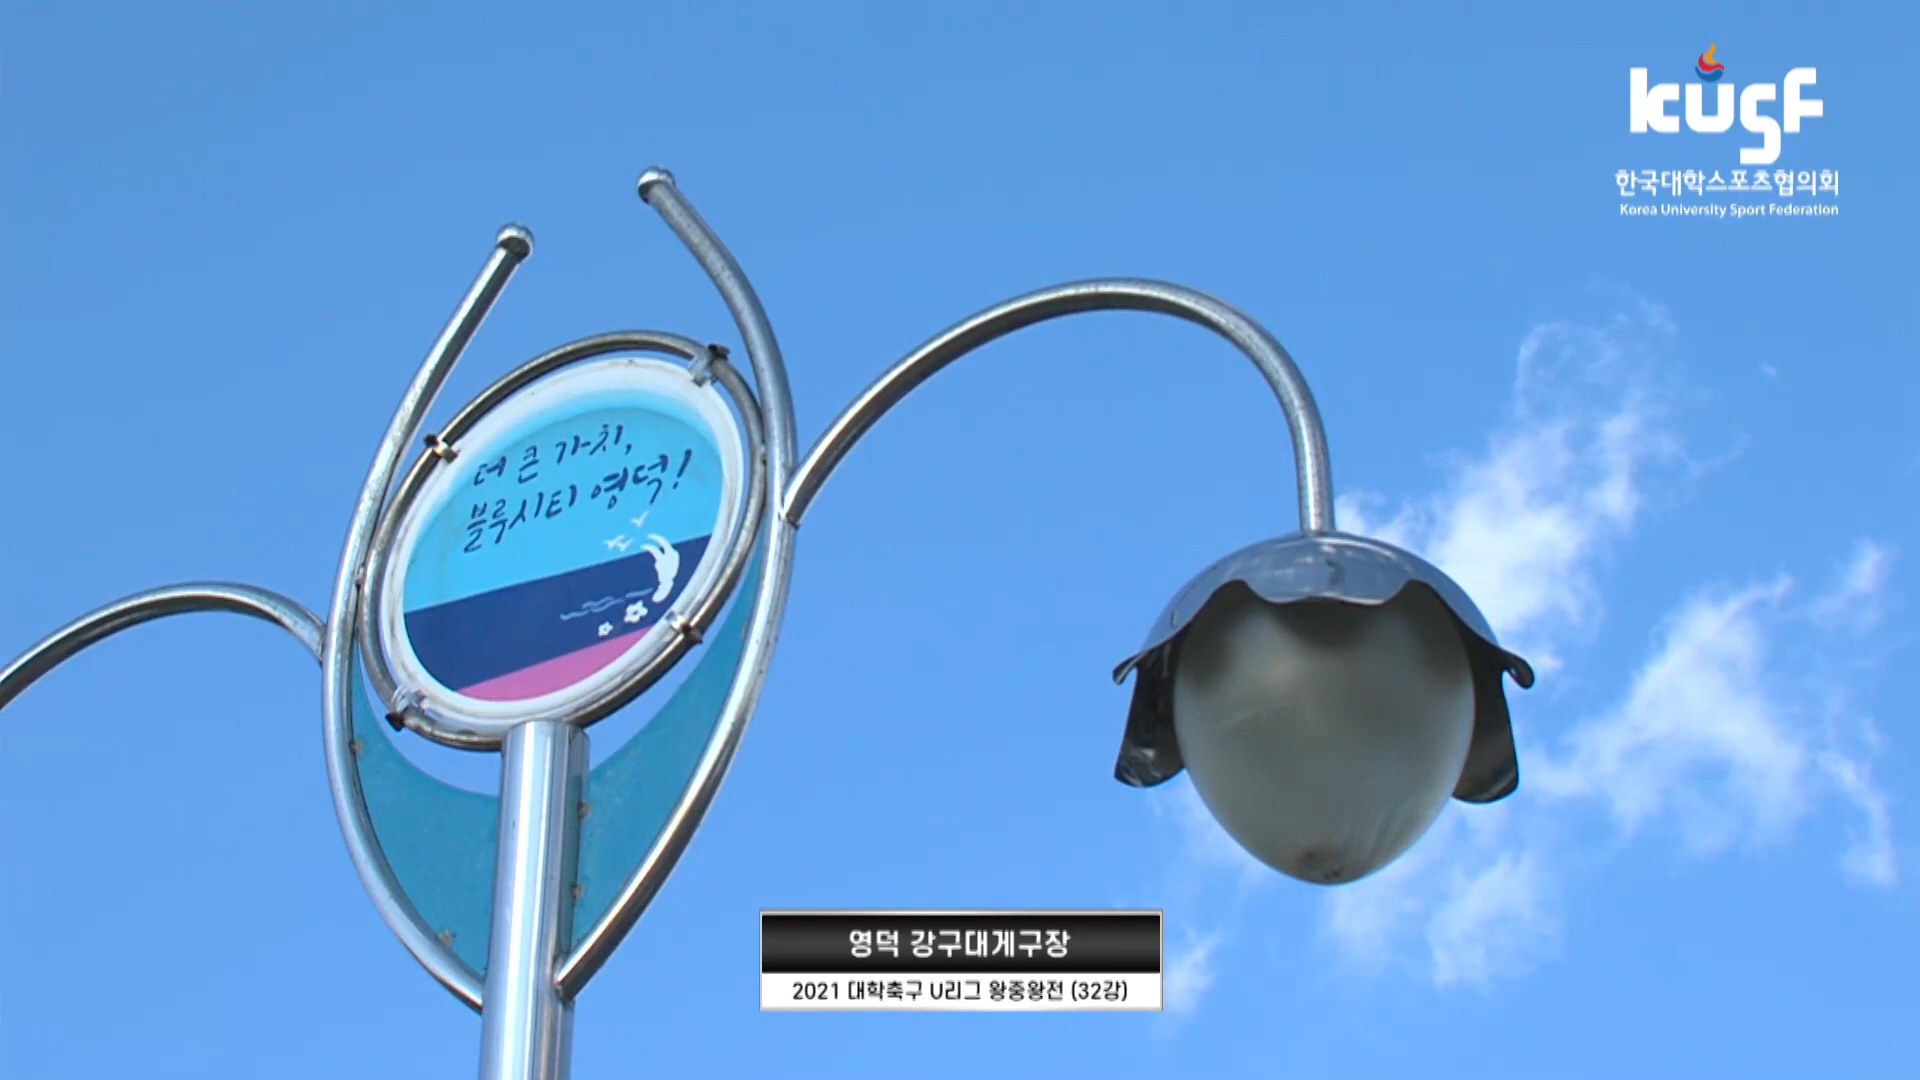 kusf
한국대학스포츠협의회
Korea University Sport Federation
더 큰 가치,
블루시티 영덕!
영덕 강구대게구장
2021 대학축구 U리그 왕중왕전 (32강)